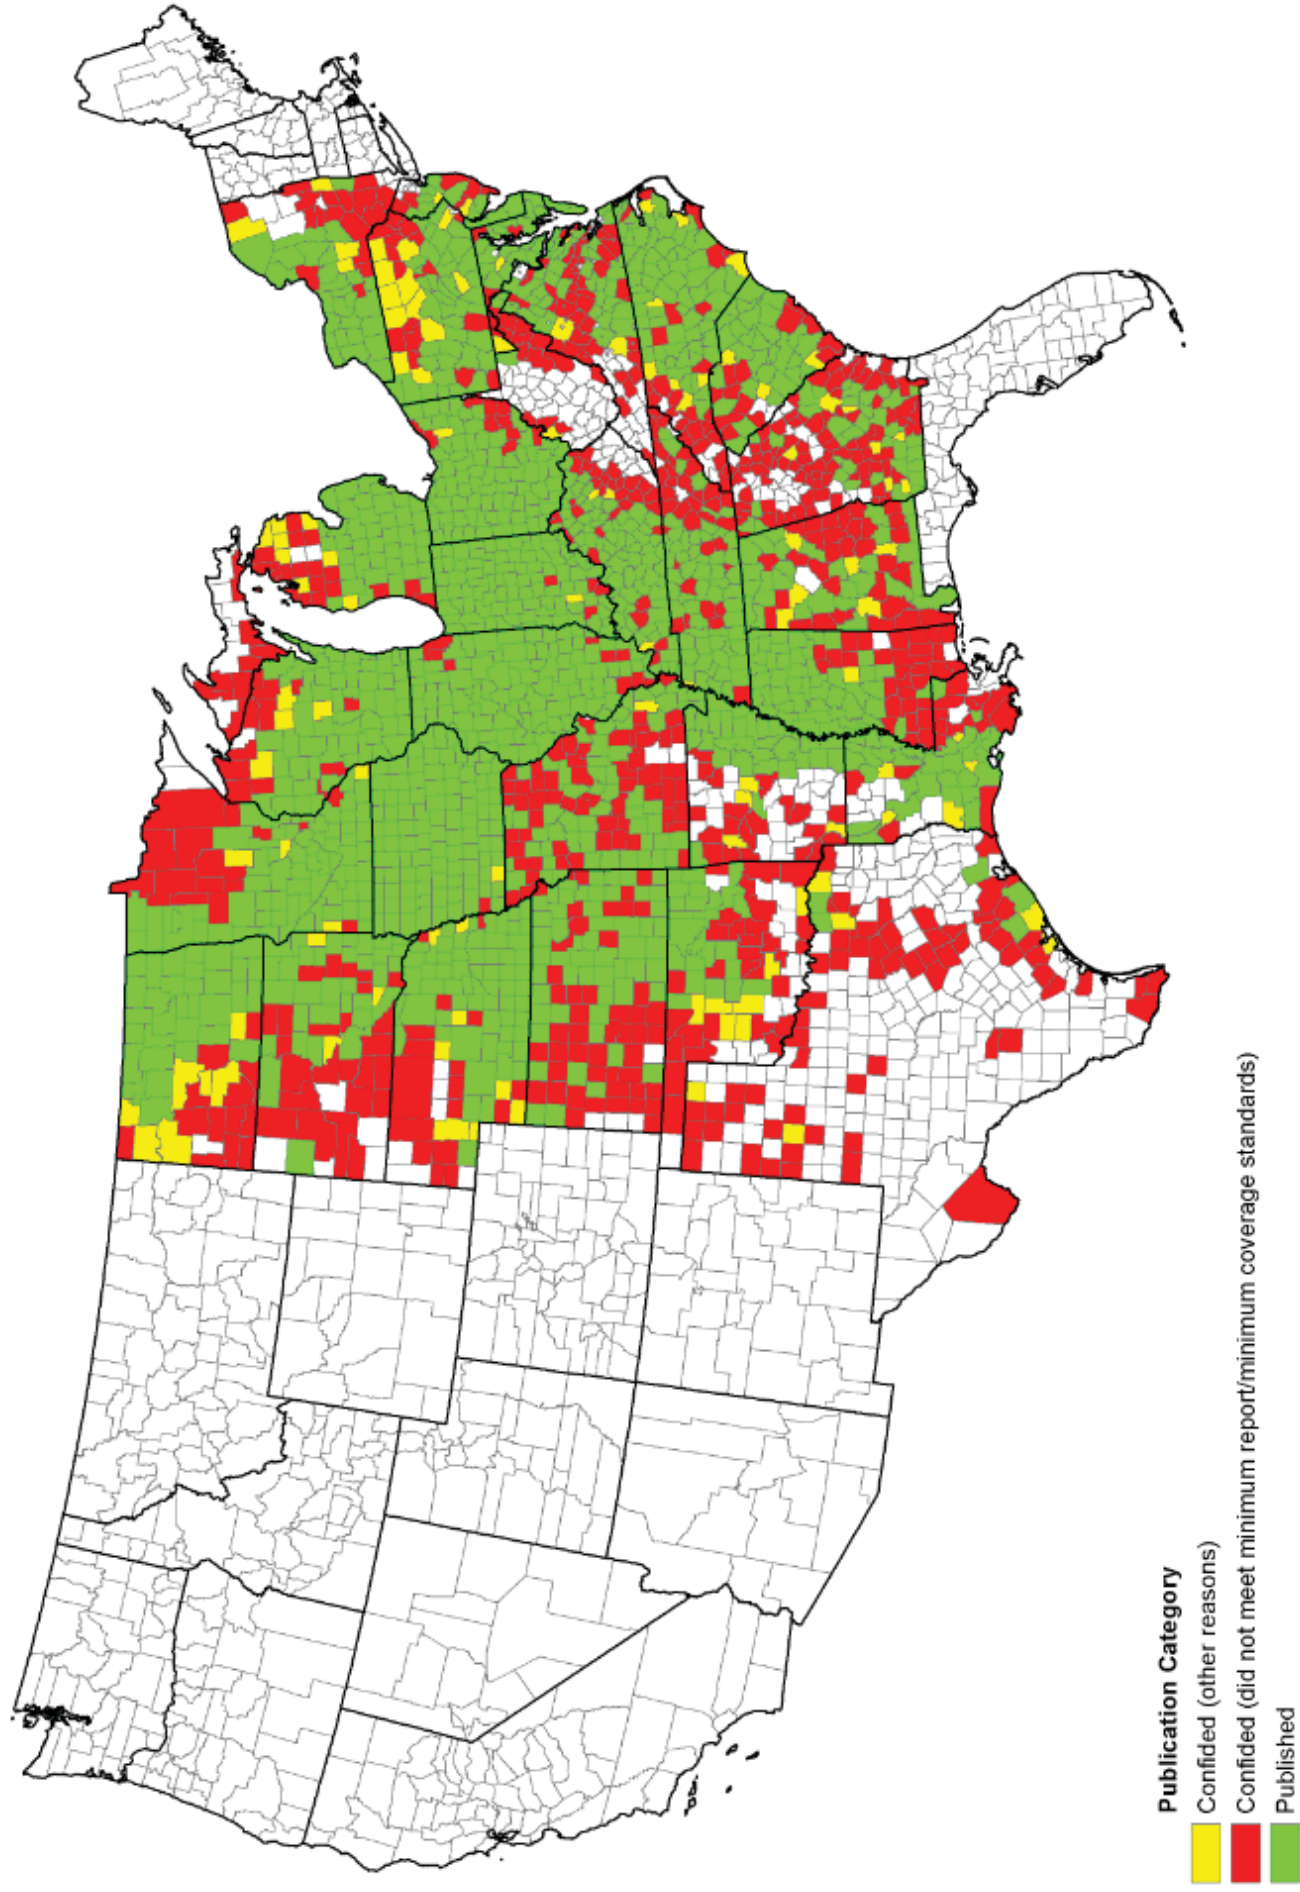 Publication Category
Confided (other reasons)
Confided (did not meet minimum report/minimum coverage standards)
Published